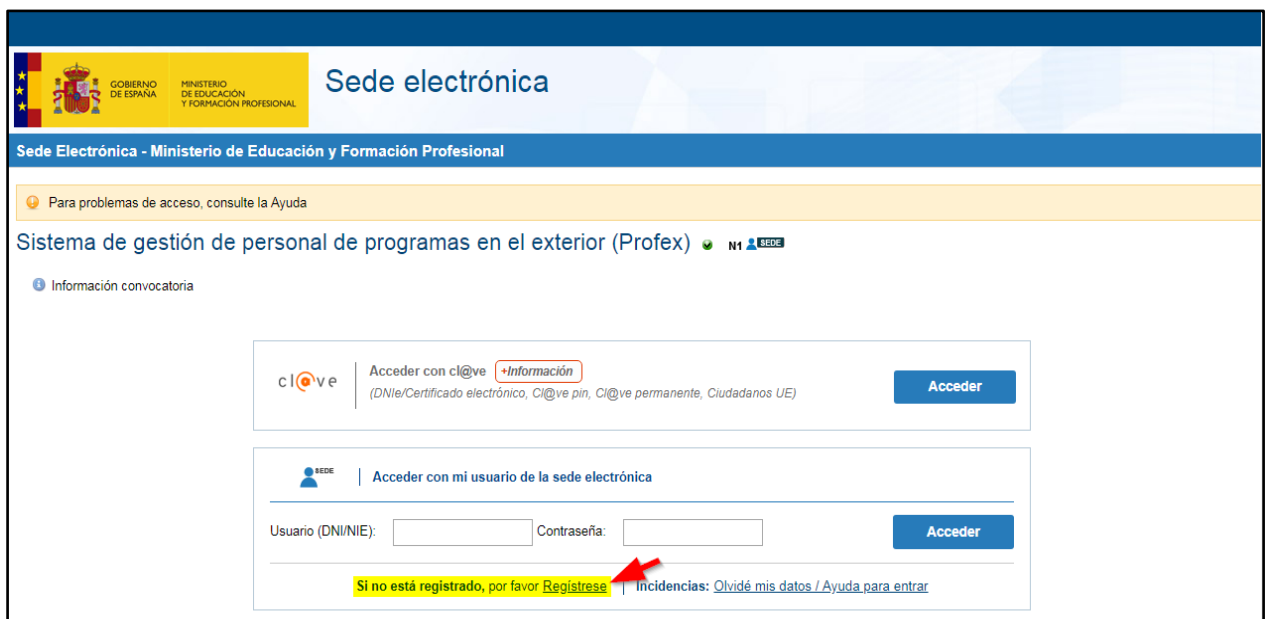 GOBIERNO
DE ESPAÑA
MINISTERIO
DE EDUCACIÓN
Y FORMACIÓN PROFESIONAL
Sede electrónica
Sede Electrónica - Ministerio de Educación y Formación Profesional
Para problemas de acceso, consulte la Ayuda
Sistema de gestión de personal de programas en el exterior (Profex) N1 SEDE
Información convocatoria
cl@ve
Acceder con cl@ve +Información
(DNIe/Certificado electrónico, Cl@ve pin, Cl@ve permanente, Ciudadanos UE)
Acceder
SEDE
Acceder con mi usuario de la sede electrónica
Usuario (DNI/NIE): Contraseña: Acceder
Si no está registrado, por favor Regístrese Incidencias: Olvidé mis datos / Ayuda para entrar